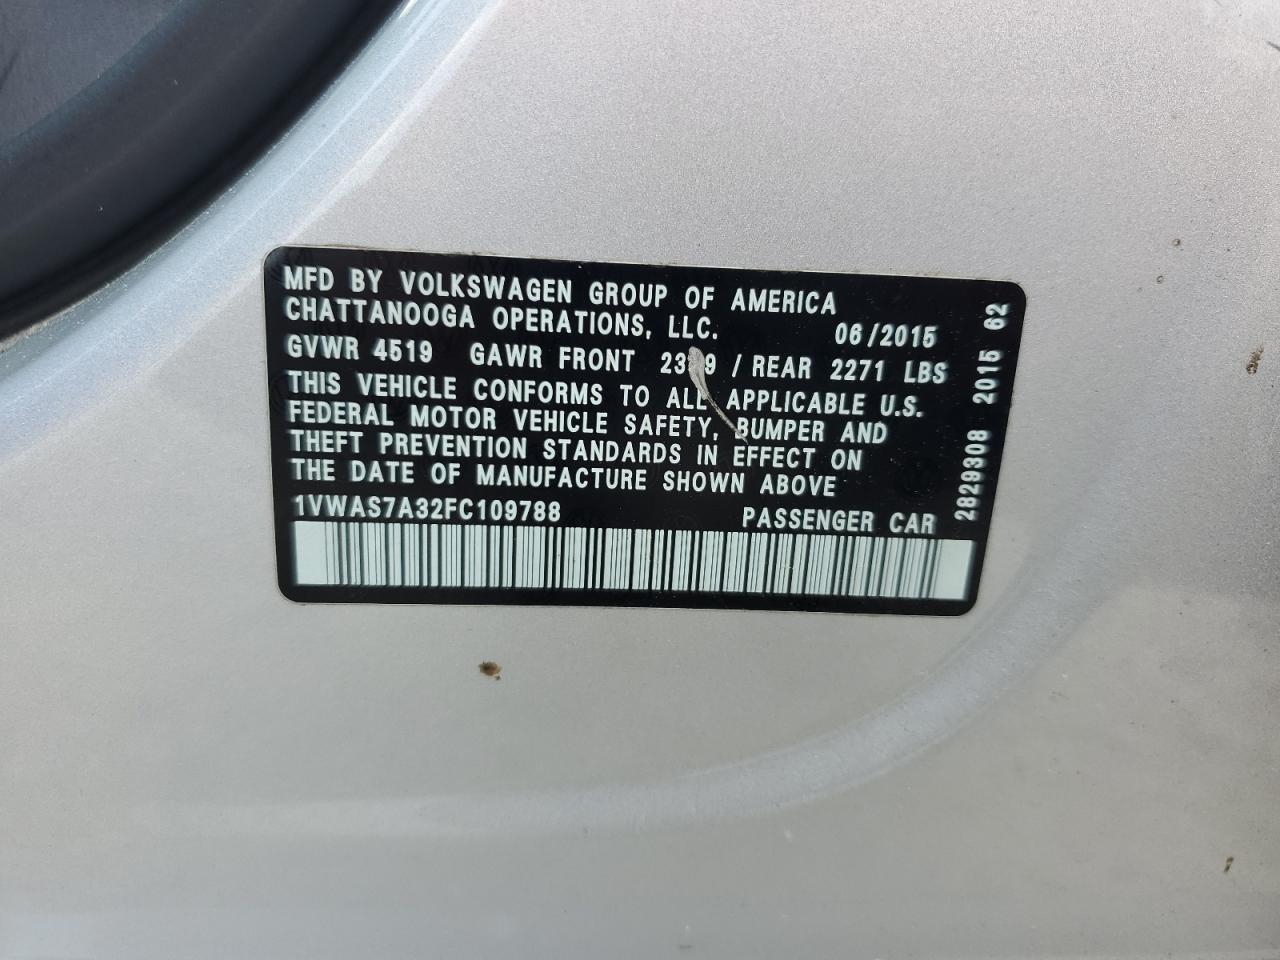 MFD BY VOLKSWAGEN GROUP OF AMERICA
CHATTANOOGA OPERATIONS, LLC. 06/2015
GVWR 4519 GAWR FRONT / REAR 2271 LBS
THIS VEHICLE CONFORMS TO ALL APPLICABLE U.S.
FEDERAL MOTOR VEHICLE SAFETY, BUMPER AND
THEFT PREVENTION STANDARDS IN EFFECT ON
THE DATE OF MANUFACTURE SHOWN ABOVE
1VWAS7A32FC109788 PASSENGER CAR
2829308 2015 62